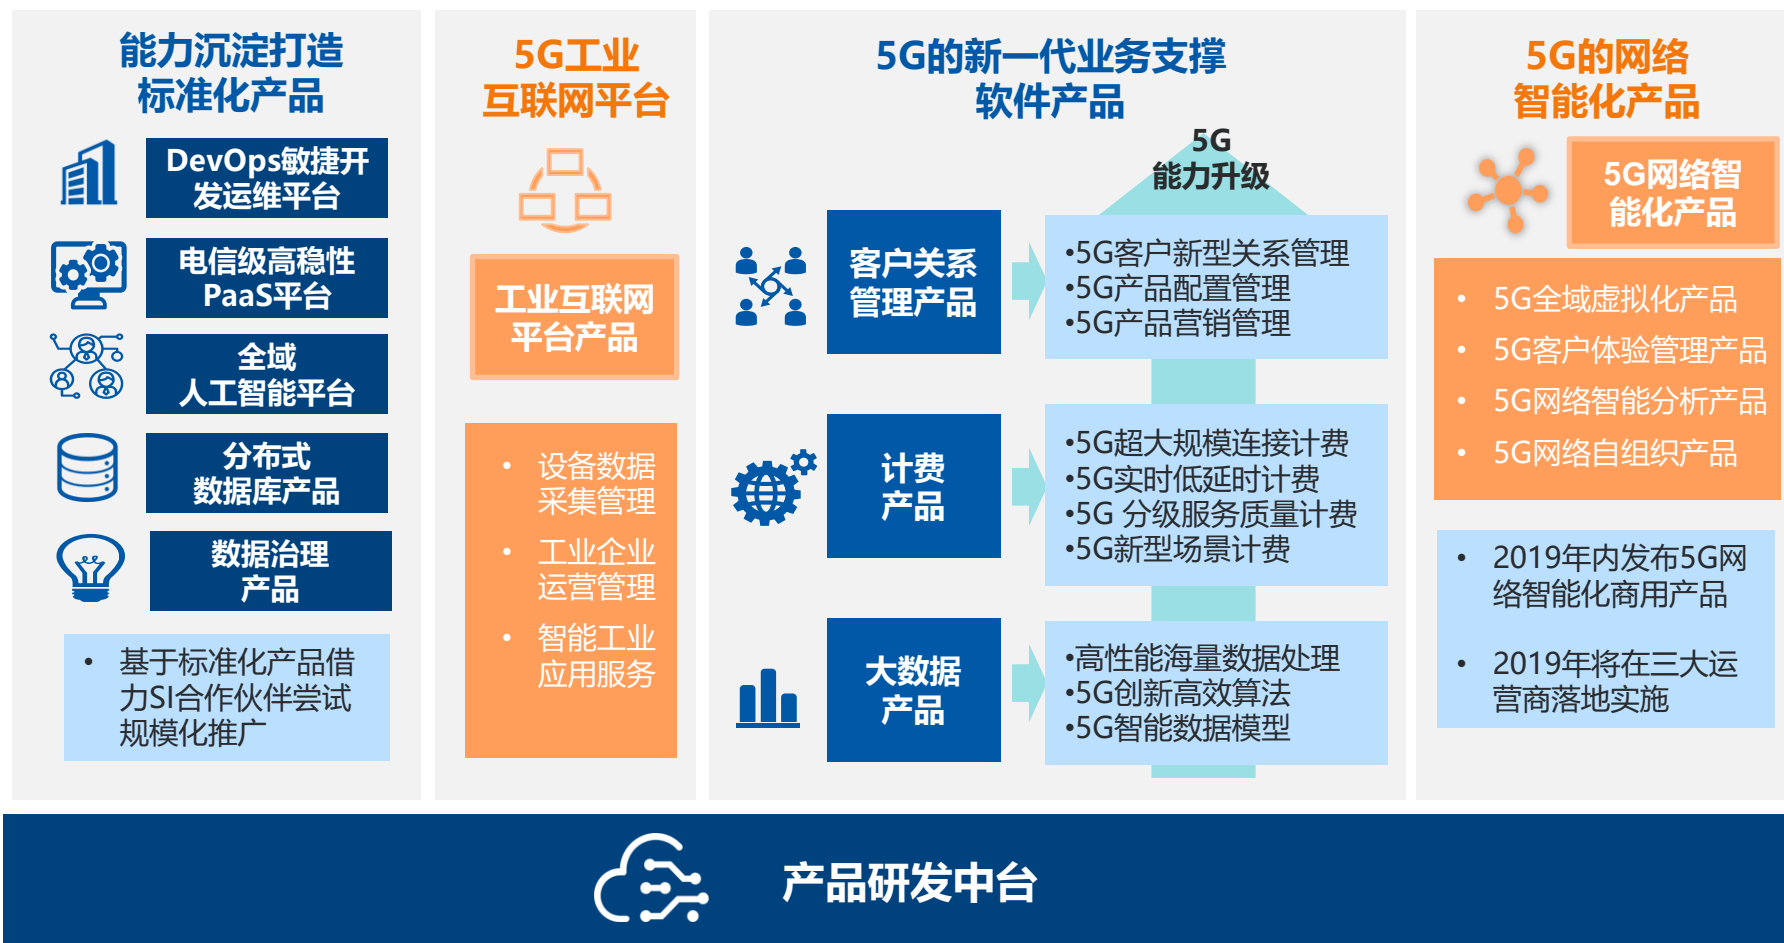 能力沉淀打造
标准化产品
DevOps敏捷开
发运维平台
电信级高稳性
PaaS平台
全域
人工智能平台
分布式
数据库产品
数据治理
产品
• 基于标准化产品借
力SI合作伙伴尝试
规模化推广
5G工业
互联网平台
工业互联网
平台产品
• 设备数据
采集管理
• 工业企业
运营管理
• 智能工业
应用服务
5G的新一代业务支撑
软件产品
5G
能力升级
客户关系
管理产品
•5G客户新型关系管理
•5G产品配置管理
•5G产品营销管理
计费
产品
•5G超大规模连接计费
•5G实时低延时计费
•5G 分级服务质量计费
•5G新型场景计费
大数据
产品
•高性能海量数据处理
•5G创新高效算法
•5G智能数据模型
5G的网络
智能化产品
5G网络智
能化产品
• 5G全域虚拟化产品
• 5G客户体验管理产品
• 5G网络智能分析产品
• 5G网络自组织产品
• 2019年内发布5G网
络智能化商用产品
• 2019年将在三大运
营商落地实施
产品研发中台